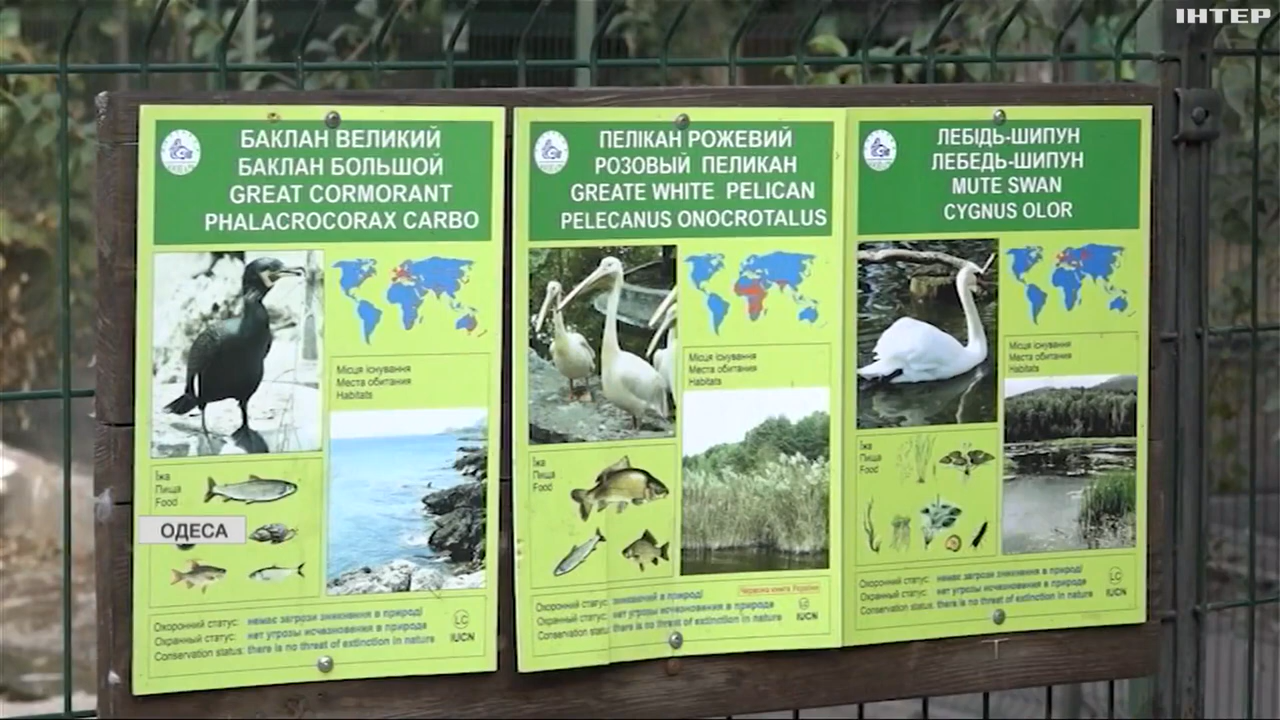 ІНТЕР
БАКЛАН ВЕЛИКИЙ
БАКЛАН БОЛЬШОЙ
GREAT CORMORANT
PHALACROCORAX CARBO
Місця існування
Места обитания
Habitats
Їжа
Пища
Food
ОДЕСА
Охоронний статус: немає загрози зникнення в природі
Охранный статус: нет угрозы исчезновения в природе
Conservation status: there is no threat of extinction in nature
LC
IUCN
ПЕЛІКАН РОЖЕВИЙ
РОЗОВЫЙ ПЕЛИКАН
GREATE WHITE PELICAN
PELECANUS ONOCROTALUS
Місця існування
Места обитания
Habitats
Їжа
Пища
Food
Червона книга України
Охоронний статус: зникаючий в природі
Охранный статус: нет угрозы исчезновения в природе
Conservation there is no threat of extinction in nature
LC
IUCN
ЛЕБІДЬ-ШИПУН
ЛЕБЕДЬ-ШИПУН
MUTE SWAN
CYGNUS OLOR
Місця існування
Места обитания
Habitats
Їжа
Пища
Food
Охоронний статус: немає загрози зникнення в природі
Охранный статус: нет угрозы исчезновения в природе
Conservation status: there is no threat of extinction in nature
LC
IUCN